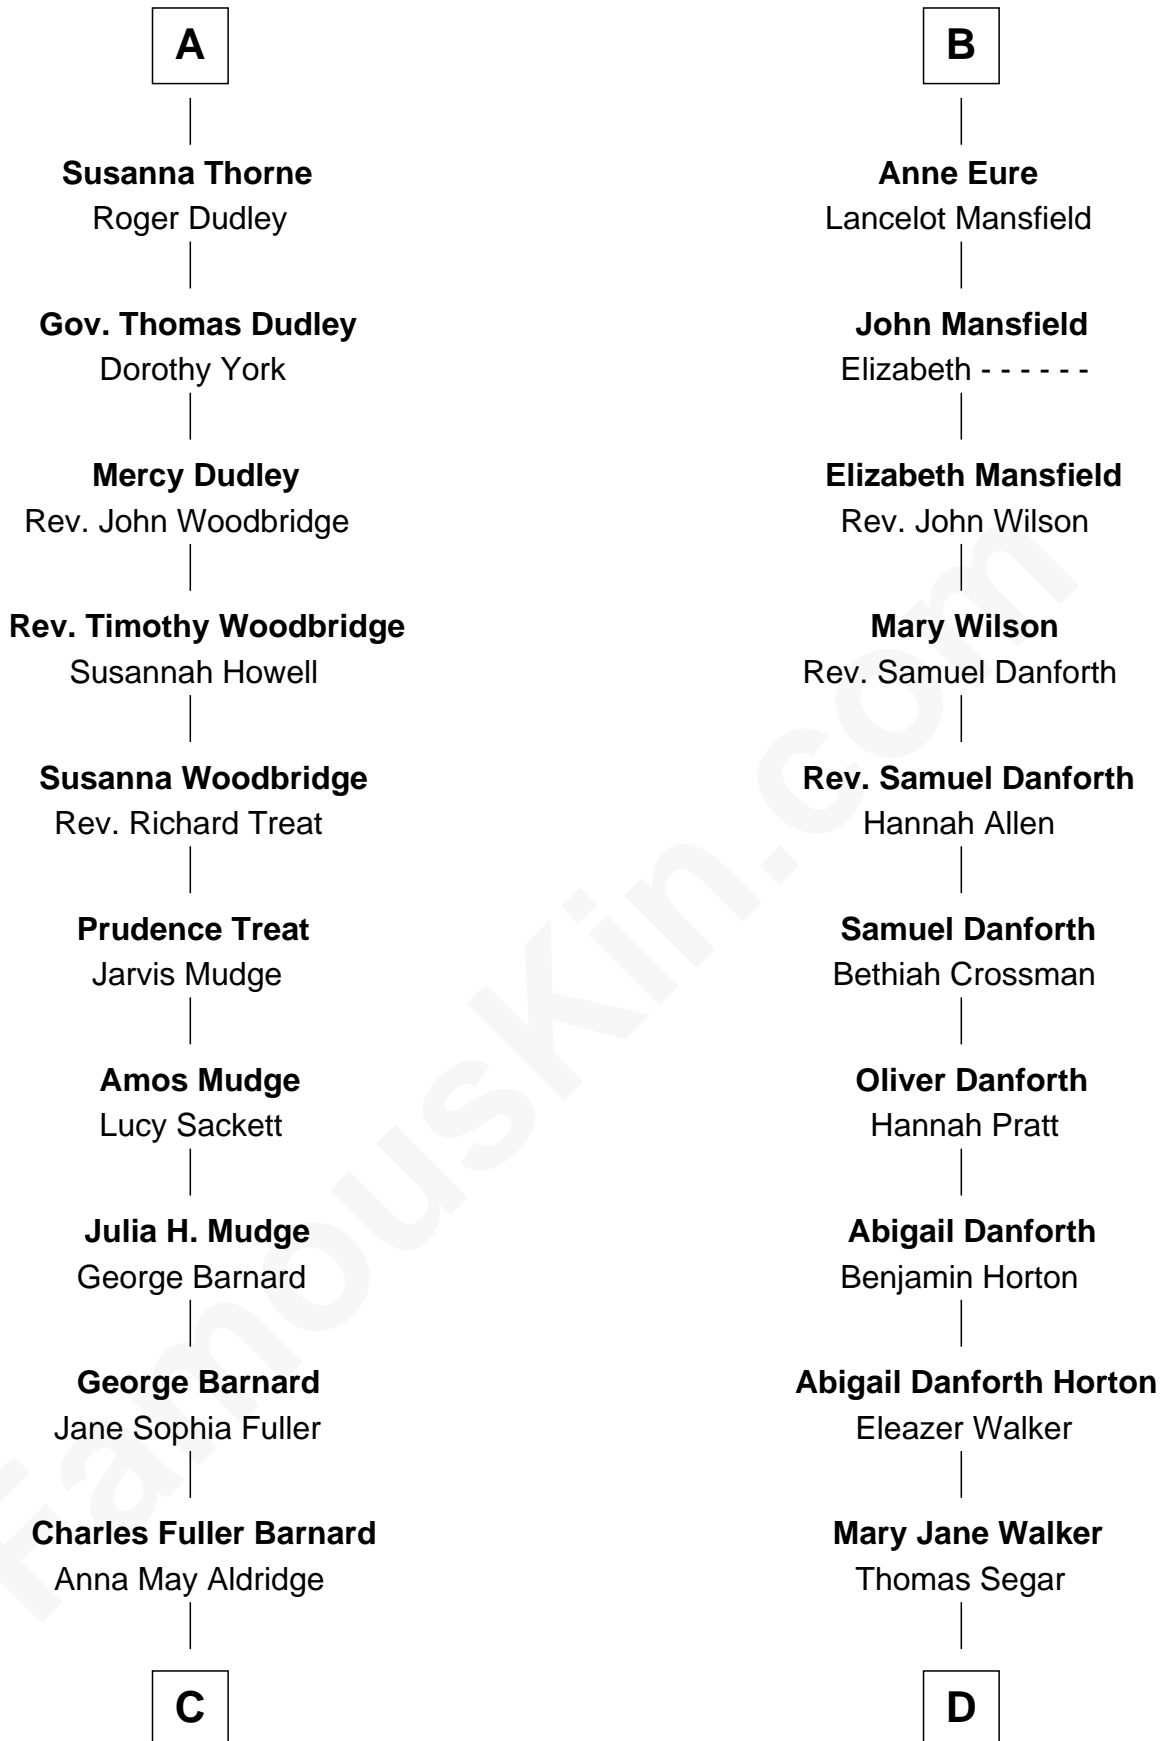 A
Susanna Thorne
Roger Dudley
Gov. Thomas Dudley
Dorothy York
Mercy Dudley
Rev. John Woodbridge
Rev. Timothy Woodbridge
Susannah Howell
Susanna Woodbridge
Rev. Richard Treat
Prudence Treat
Jarvis Mudge
Amos Mudge
Lucy Sackett
Julia H. Mudge
George Barnard
George Barnard
Jane Sophia Fuller
Charles Fuller Barnard
Anna May Aldridge
C
B
Anne Eure
Lancelot Mansfield
John Mansfield
Elizabeth - - - - - -
Elizabeth Mansfield
Rev. John Wilson
Mary Wilson
Rev. Samuel Danforth
Rev. Samuel Danforth
Hannah Allen
Samuel Danforth
Bethiah Crossman
Oliver Danforth
Hannah Pratt
Abigail Danforth
Benjamin Horton
Abigail Danforth Horton
Eleazer Walker
Mary Jane Walker
Thomas Segar
D
FamousKin.com